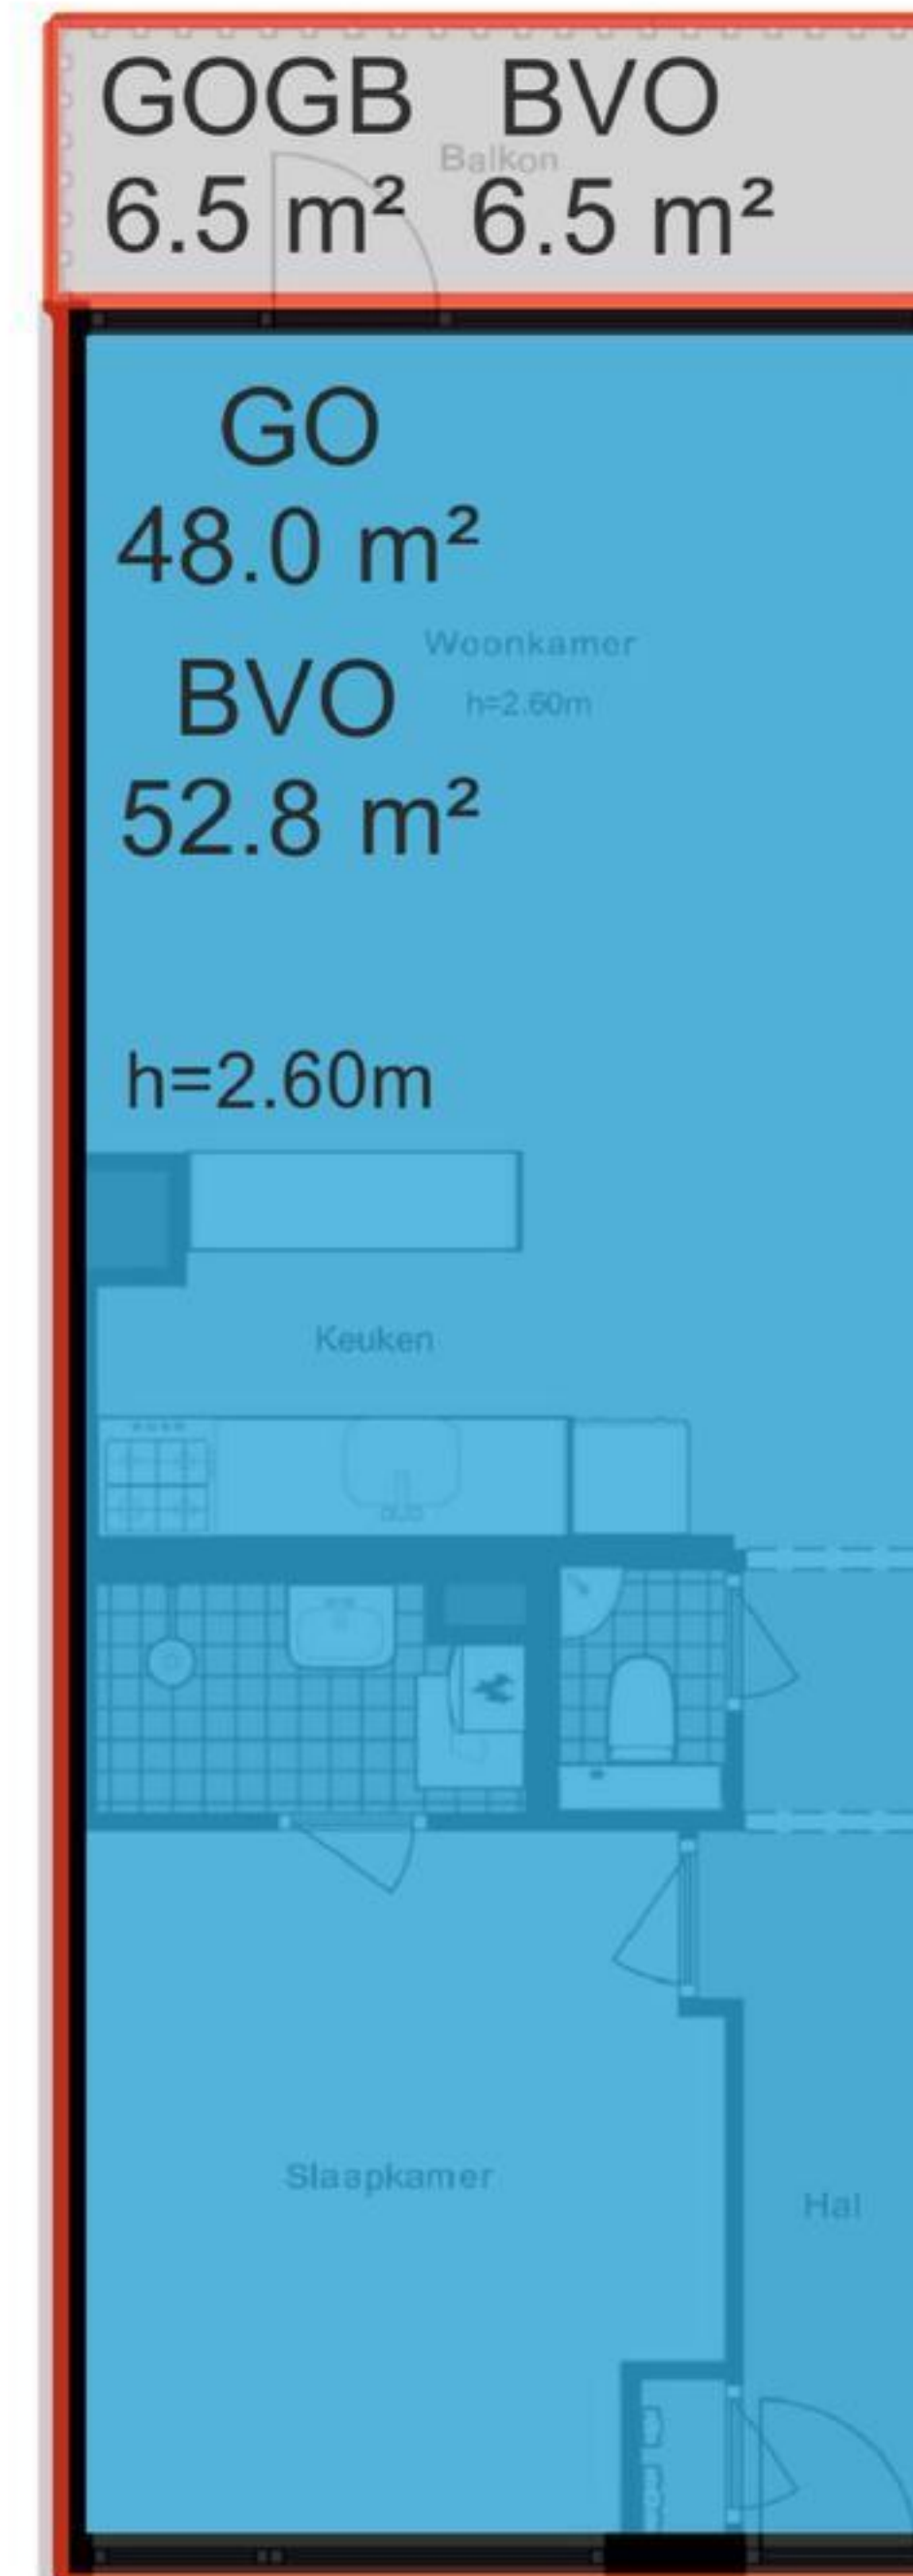 GOGB BVO
Balkon
6.5 m² 6.5 m²
GO
48.0 m²
Woonkamer
h=2.60m
BVO
52.8 m²
h=2.60m
Keuken
Slaapkamer
Hal